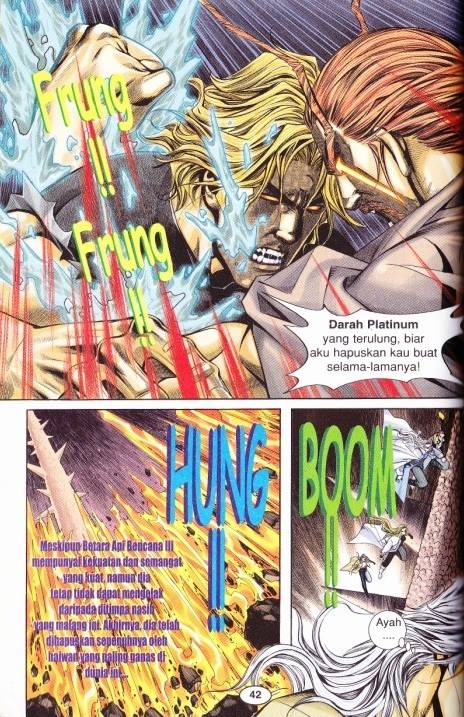 Frung
!!
Frung
!!
Darah Platinum
yang terulung, biar
aku hapuskan kau buat
selama-lamanya!
HUNG
!!
Meskipun Betara Api Bencana III
mempunyai kekuatan dan semangat
yang kuat, namun dia
tetap tidak dapat mengelak
daripada ditimpa nasib
yang malang ini. Akhirnya, dia telah
dihapuskan sepenuhnya oleh
haiwan yang paling ganas di
dunia ini...
BOOM
!!
Ayah
....
42